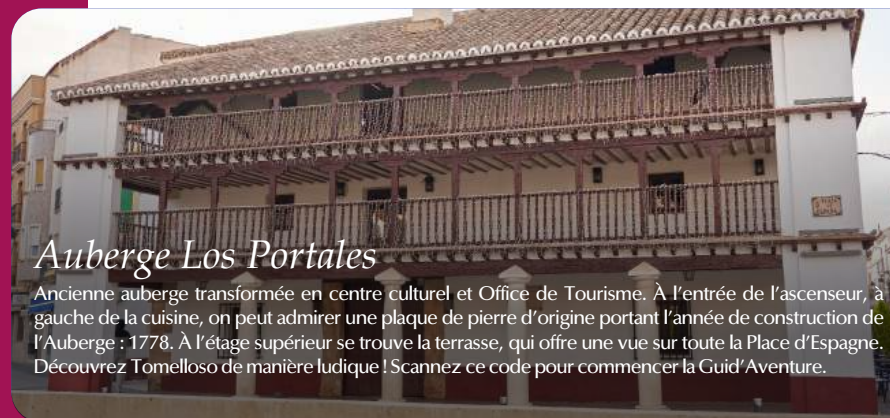 Auberge Los Portales
Ancienne auberge transformée en centre culturel et Office de Tourisme. À l’entrée de l’ascenseur, à
gauche de la cuisine, on peut admirer une plaque de pierre d’origine portant l’année de construction de
l’Auberge : 1778. À l’étage supérieur se trouve la terrasse, qui offre une vue sur toute la Place d’Espagne.
Découvrez Tomelloso de manière ludique ! Scannez ce code pour commencer la Guid’Aventure.